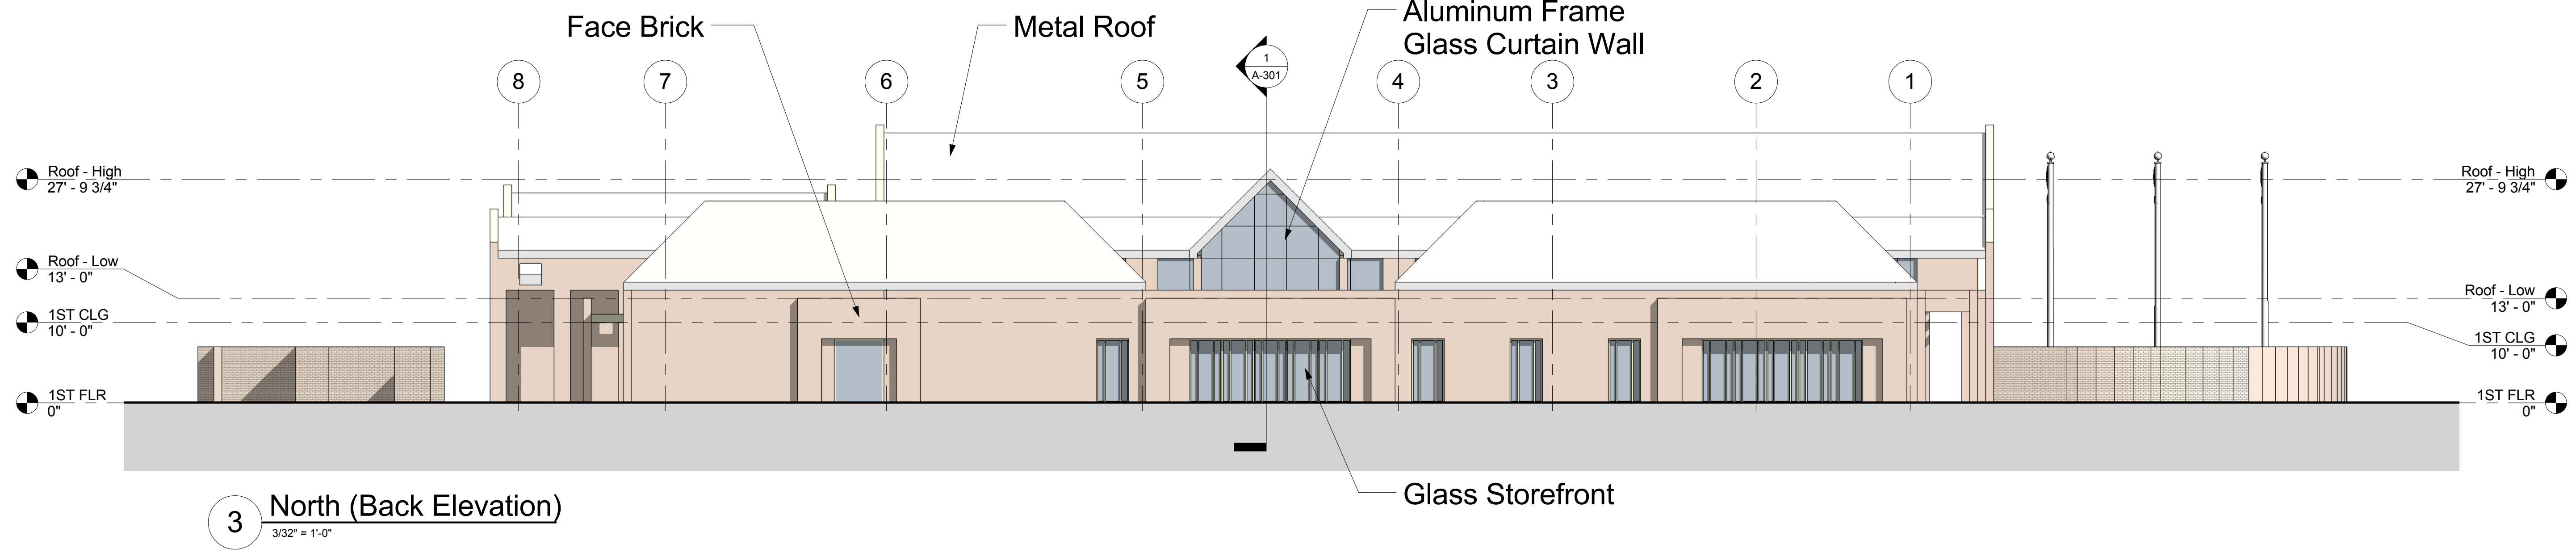 Face Brick
Metal Roof
Aluminum Frame
Glass Curtain Wall
1
A-301
8
7
6
5
4
3
2
1
Roof - High
27' - 9 3/4"
Roof - High
27' - 9 3/4"
Roof - Low
13' - 0"
Roof - Low
13' - 0"
1ST CLG
10' - 0"
1ST CLG
10' - 0"
1ST FLR
0"
1ST FLR
0"
Glass Storefront
3
North (Back Elevation)
3/32" = 1'-0"